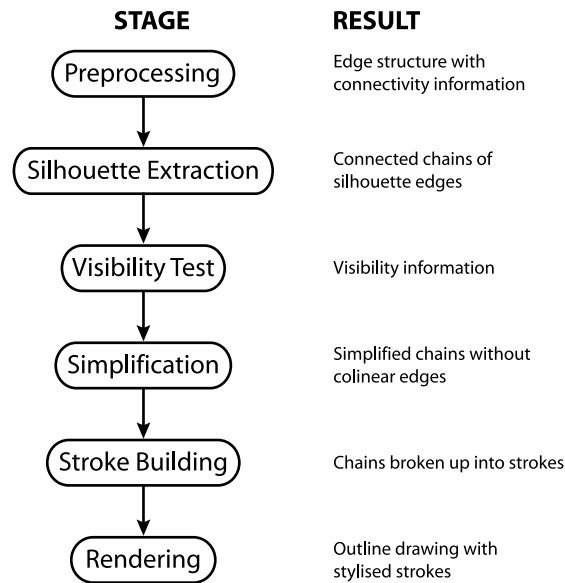 STAGE RESULT
Preprocessing
Edge structure with
connectivity information
Silhouette Extraction
Connected chains of
silhouette edges
Visibility Test
Visibility information
Simplification
Simplified chains without
colinear edges
Stroke Building
Chains broken up into strokes
Rendering
Outline drawing with
stylised strokes